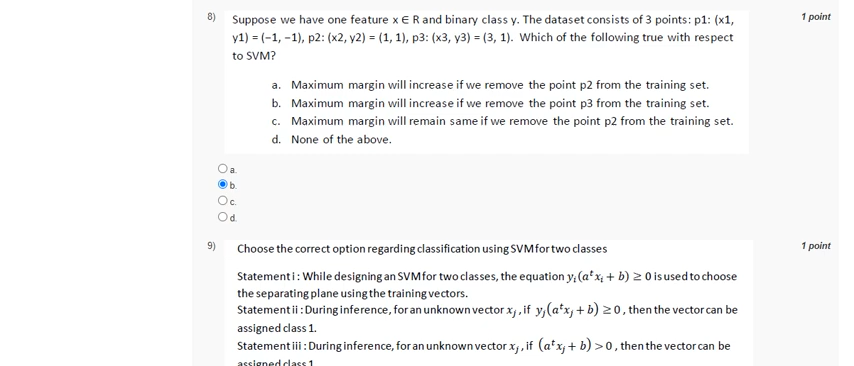 8) Suppose we have one feature x ∈ R and binary class y. The dataset consists of 3 points: p1: (x1, 1 point
y1) = (−1, −1), p2: (x2, y2) = (1, 1), p3: (x3, y3) = (3, 1). Which of the following true with respect
to SVM?
a. Maximum margin will increase if we remove the point p2 from the training set.
b. Maximum margin will increase if we remove the point p3 from the training set.
c. Maximum margin will remain same if we remove the point p2 from the training set.
d. None of the above.
a.
b.
c.
d.
9) Choose the correct option regarding classification using SVM for two classes 1 point
Statement i : While designing an SVM for two classes, the equation yᵢ(aᵗxᵢ + b) ≥ 0 is used to choose
the separating plane using the training vectors.
Statement ii : During inference, for an unknown vector xⱼ , if yⱼ(aᵗxⱼ + b) ≥ 0 , then the vector can be
assigned class 1.
Statement iii : During inference, for an unknown vector xⱼ , if (aᵗxⱼ + b) > 0 , then the vector can be
assigned class 1